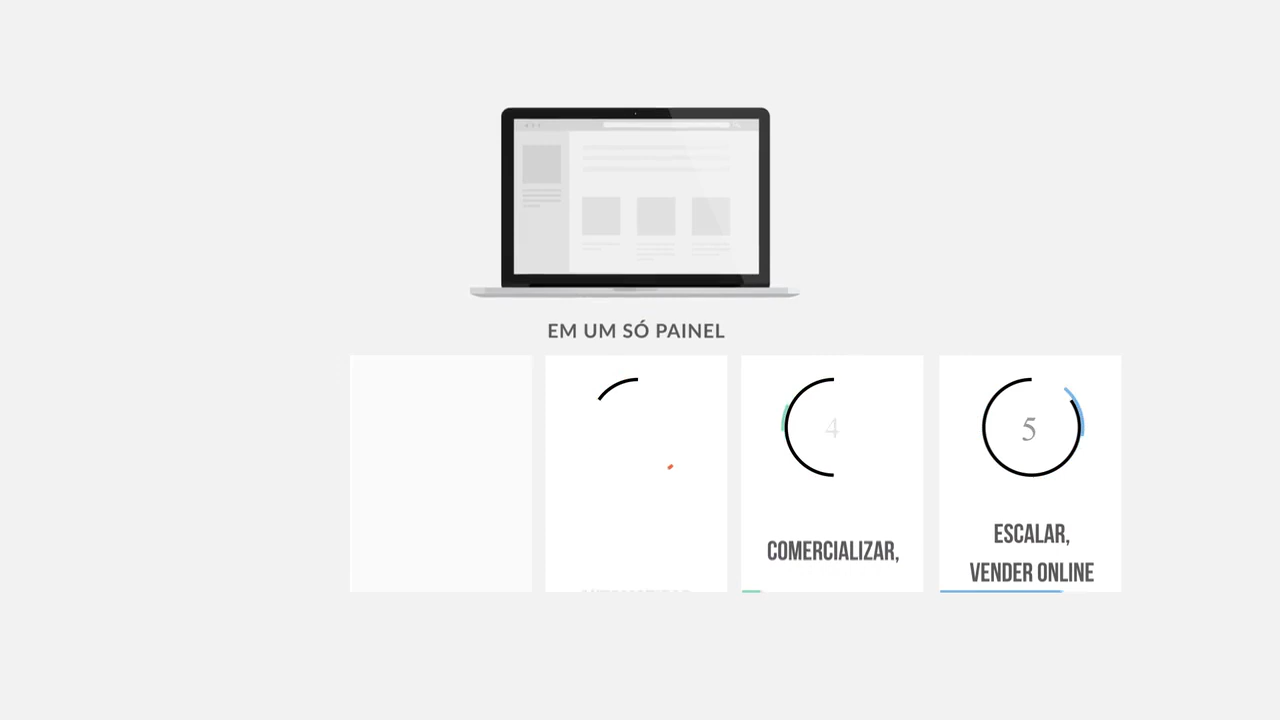 EM UM SÓ PAINEL
4
COMERCIALIZAR,
5
ESCALAR,
VENDER ONLINE